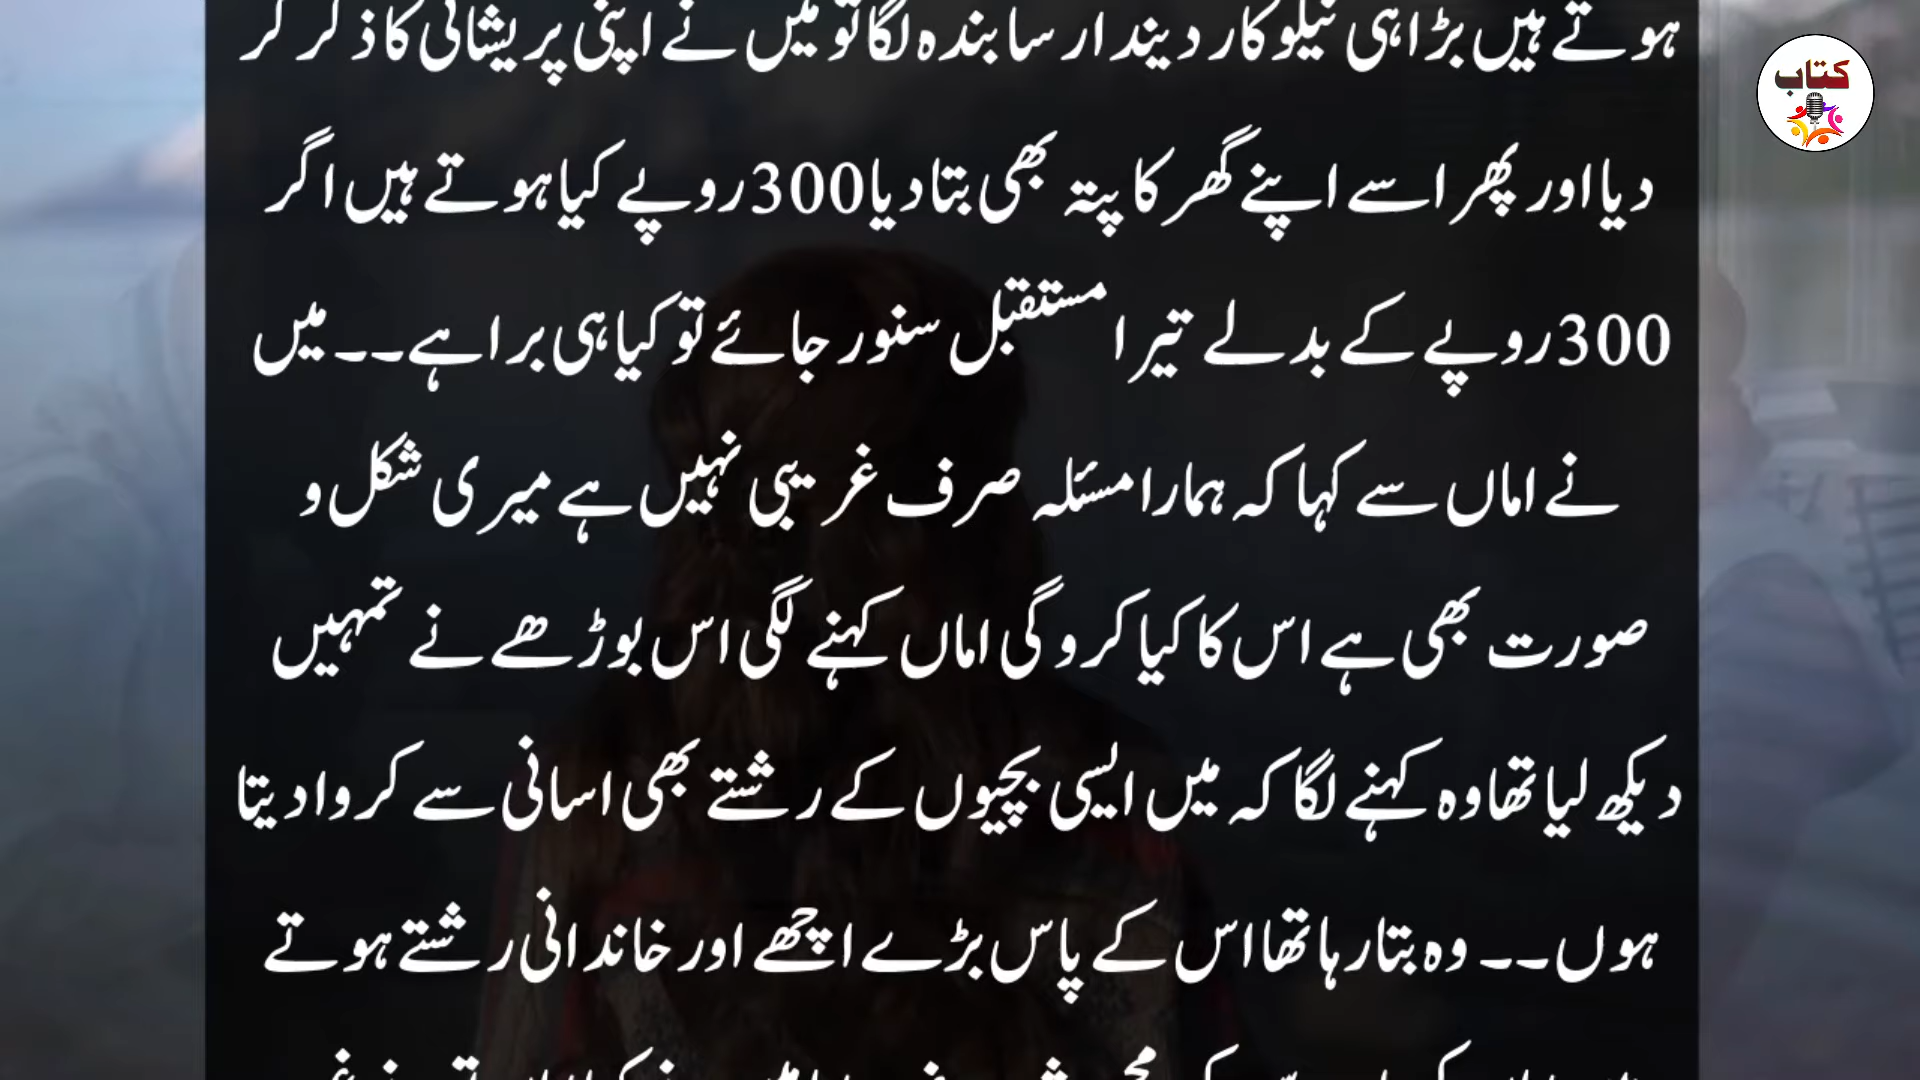 ہوتے ہیں بڑا ہی نیکوکار دیندار سا بندہ لگا تو میں نے اپنی پریشانی کا ذکر کر
کتاب
دیا اور پھر اسے اپنے گھر کا پتہ بھی بتا دیا 300 روپے کیا ہوتے ہیں اگر
300 روپے کے بدلے تیرا مستقبل سنور جائے تو کیا ہی برا ہے۔۔ میں
نے اماں سے کہا کہ ہمارا مسئلہ صرف غریبی نہیں ہے میری شکل و
صورت بھی ہے اس کا کیا کرو گی اماں کہنے لگی اس بوڑھے نے تمہیں
دیکھ لیا تھا وہ کہنے لگا کہ میں ایسی بچیوں کے رشتے بھی اسانی سے کروا دیتا
ہوں۔۔ وہ بتا رہا تھا اس کے پاس بڑے اچھے اور خاندانی رشتے ہوتے